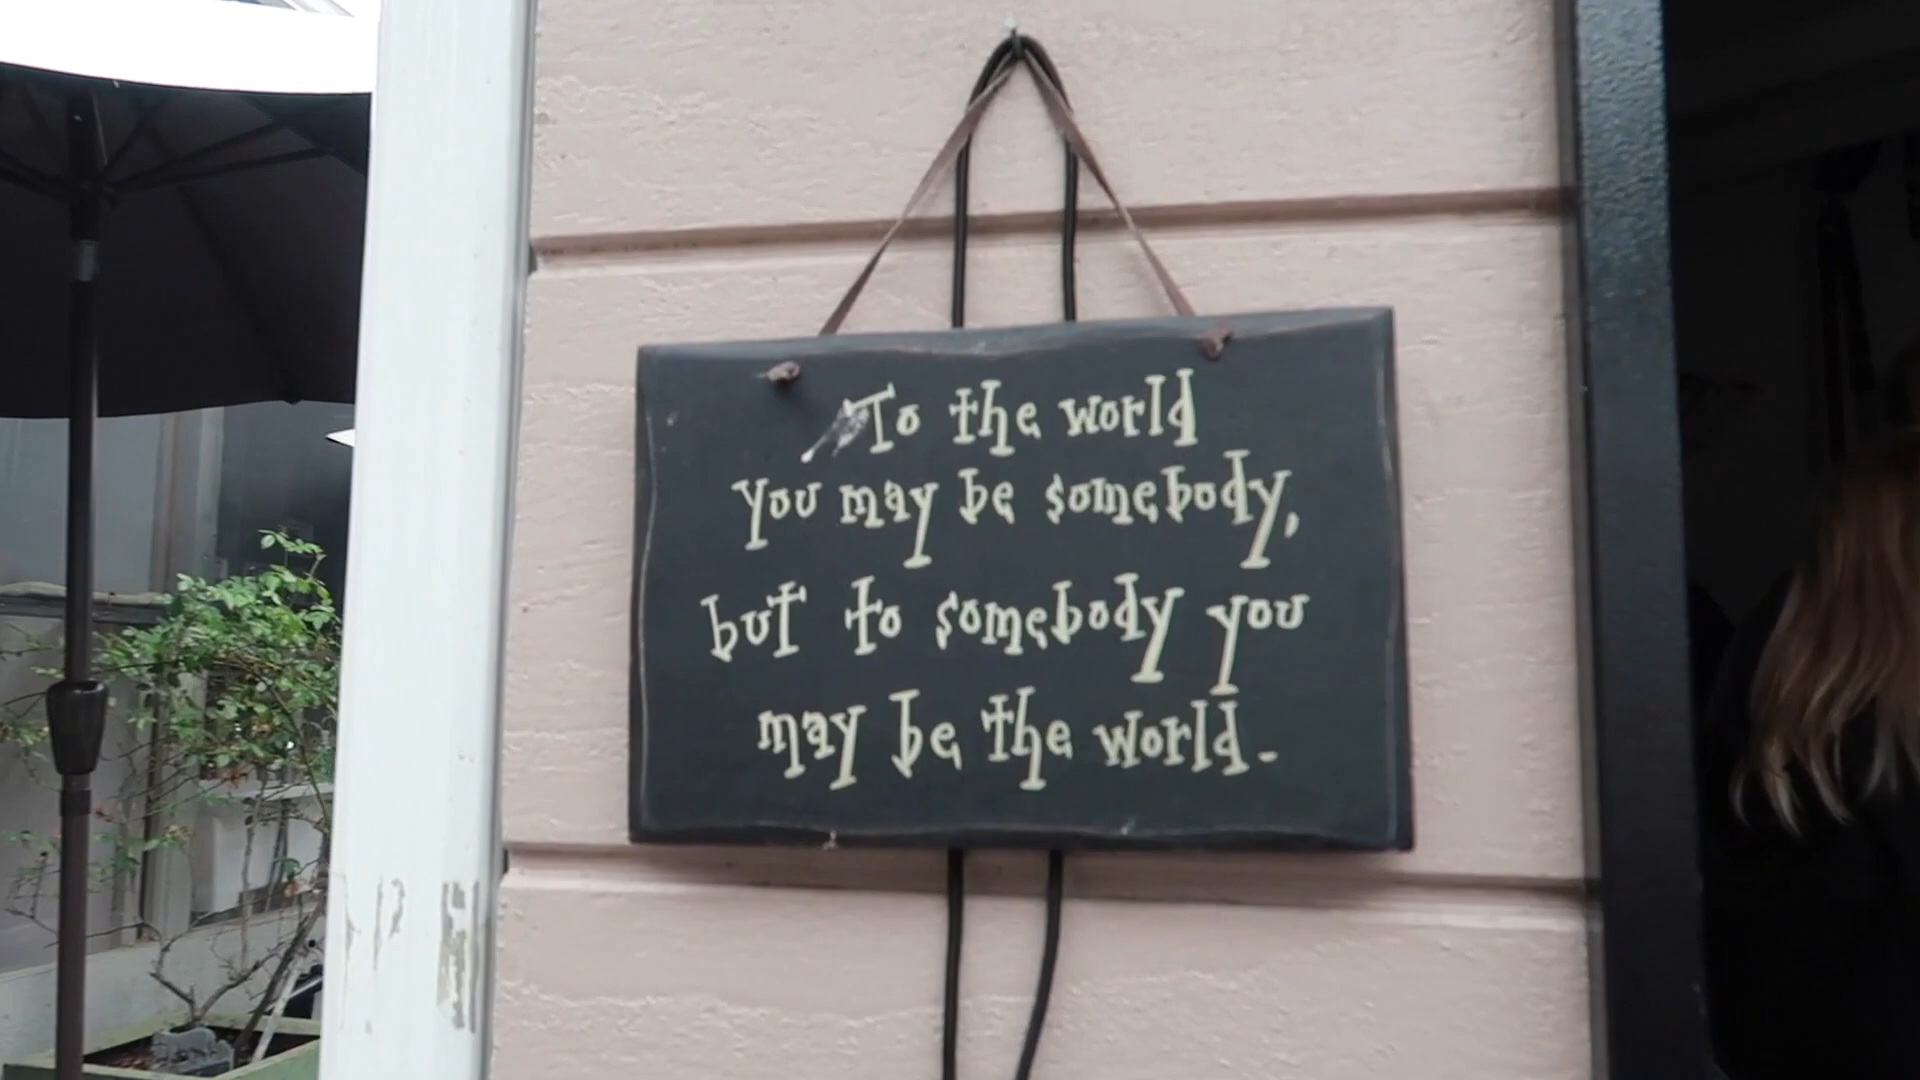 To the world
you may be somebody,
but to somebody you
may be the world.